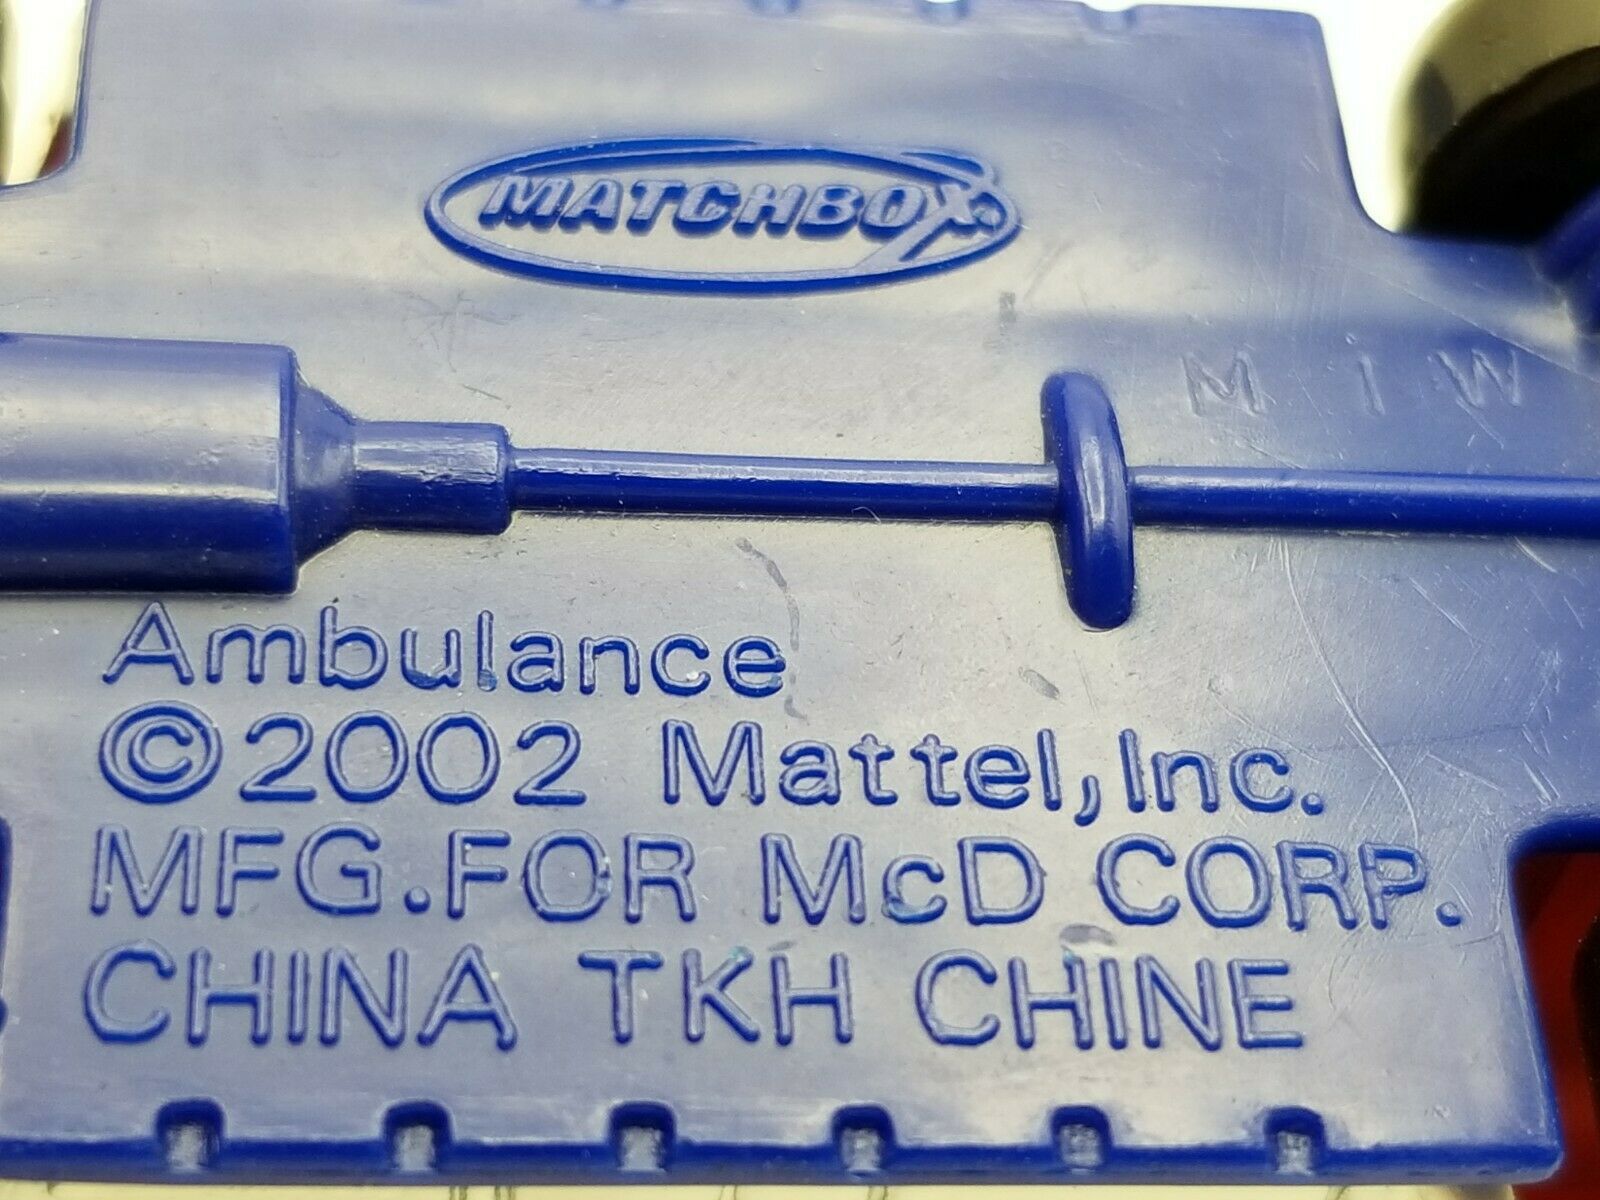 MATCHBOX
M I W
Ambulance
©2002 Mattel, Inc.
MFG. FOR McD CORP.
CHINA TKH CHINE